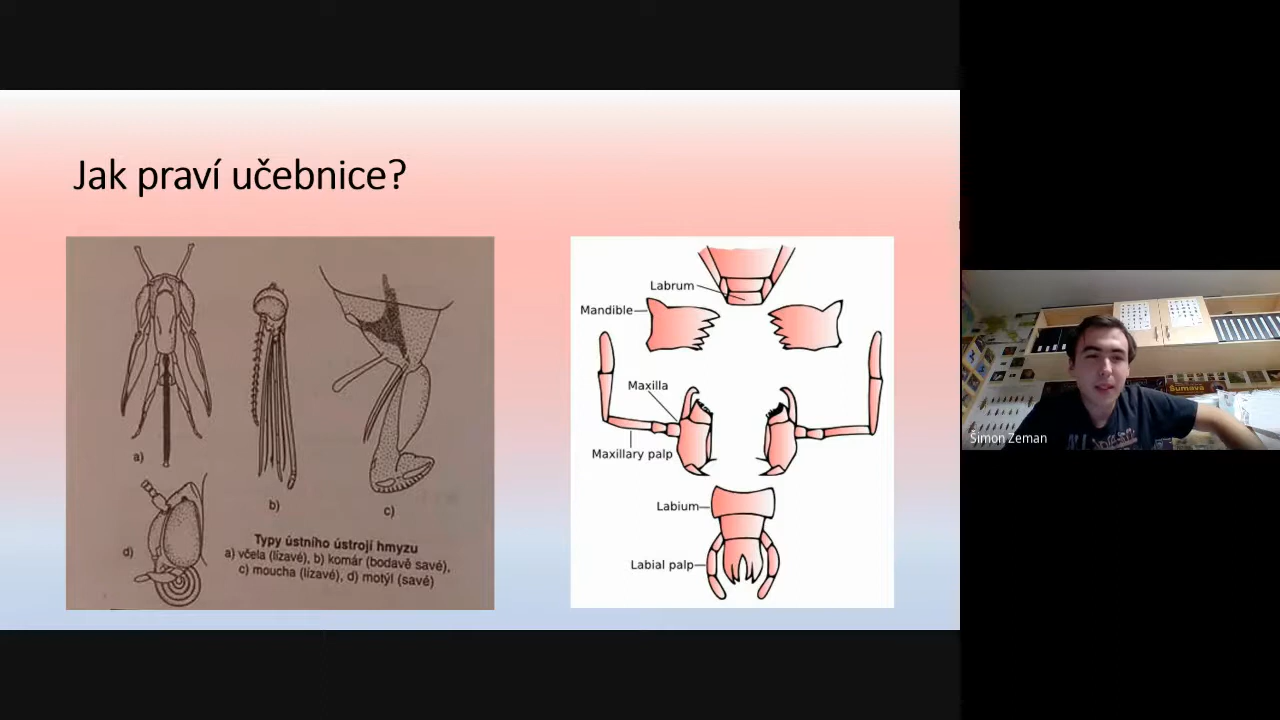 Jak praví učebnice?
a)
b)
c)
d)
Typy ústního ústrojí hmyzu
a) včela (lízavé), b) komár (bodavě savé),
c) moucha (lízavé), d) motýl (savé)
Labrum
Mandible
Maxilla
Maxillary palp
Labium
Labial palp
Šumava
Šimon Zeman